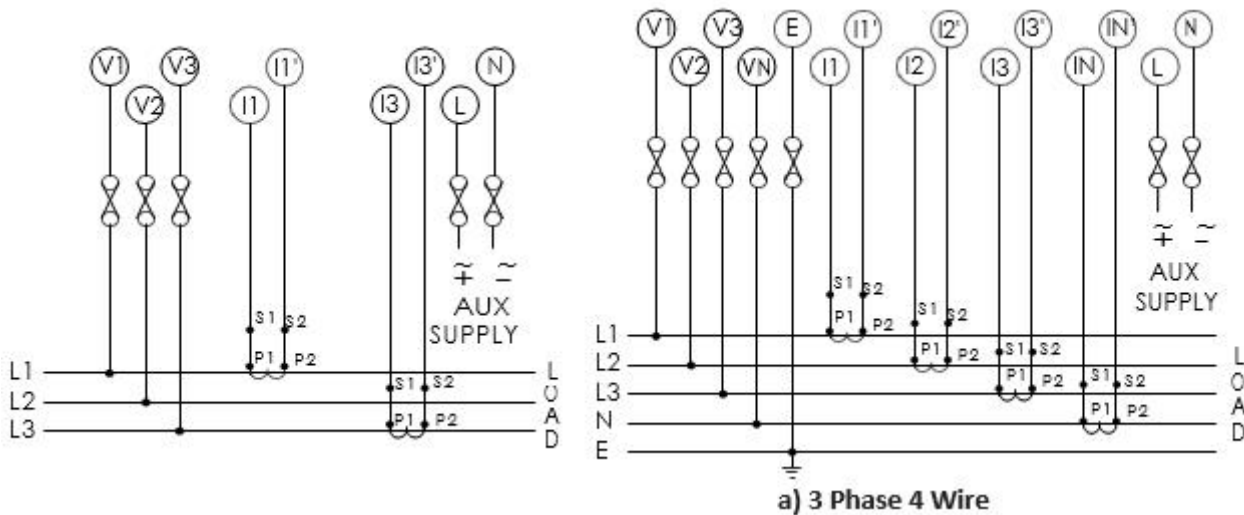 V1 V3 I1' I3' N
V2 I1 I3 L
∼ ∼
+ −
AUX
SUPPLY
S1 S2
L1 P1 P2 L
S1 S2 O
L2 A
L3 P1 P2 D
V1 V3 E I1' I2' I3' IN' N
V2 VN I1 I2 I3 IN L
∼ ∼
+ −
AUX
SUPPLY
S1 S2
L1 P1 P2 S1 S2
L2 P1 P2 S1 S2 L
L3 P1 P2 S1 S2 O
N P1 P2 A
E D
a) 3 Phase 4 Wire